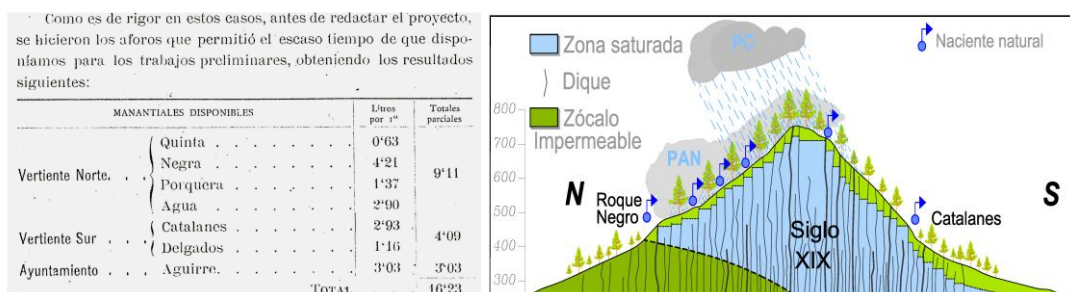 Como es de rigor en estos casos, antes de redactar el proyecto,
se hicieron los aforos que permitió el escaso tiempo de que dispo-
níamos para los trabajos preliminares, obteniendo los resultados
siguientes:
MANANTIALES DISPONIBLES Litros por 1'' Totales parciales
Vertiente Norte. . .
Quinta . . . . . . . . 0'63
Negra . . . . . . . . 4'21
Porquera . . . . . . . 1'37
Agua . . . . . . . . 2'90
9'11
Vertiente Sur . . .
Catalanes . . . . . . . 2'93
Delgados . . . . . . . 1'16
4'09
Ayuntamiento . . . Aguirre. . . . . . . . 3'03 3'03
TOTAL 16'23
Zona saturada
Dique
Zócalo
Impermeable
PC
Naciente natural
800
700
600
500
400
300
PAN
N
S
Roque
Negro
Catalanes
Siglo
XIX